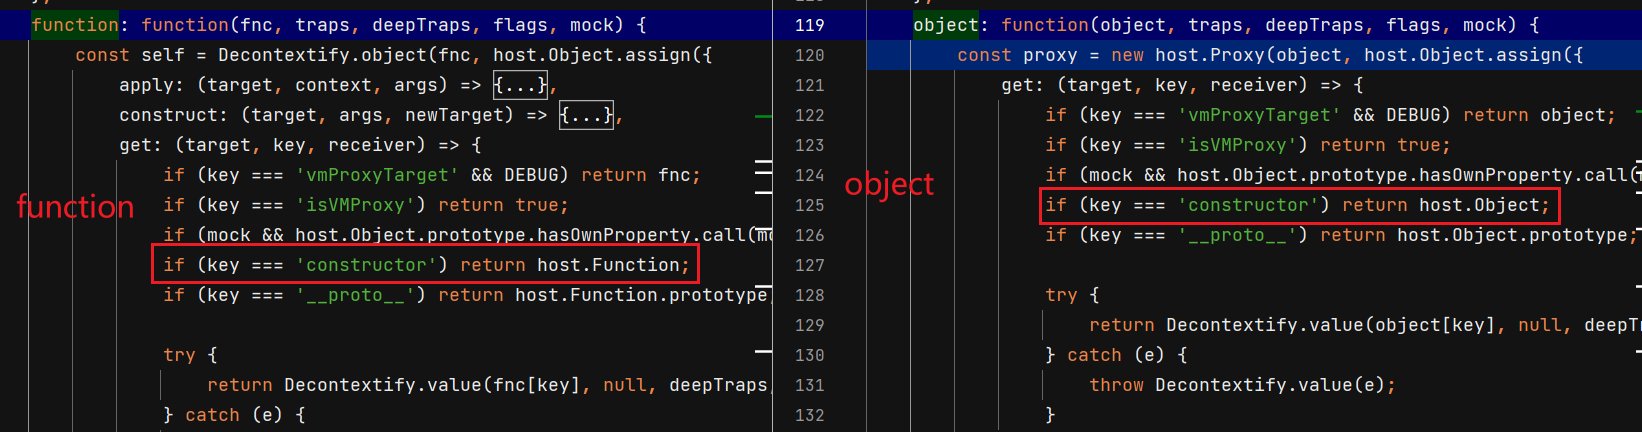 function: function(fnc, traps, deepTraps, flags, mock) {
const self = Decontextify.object(fnc, host.Object.assign({
apply: (target, context, args) => {...},
construct: (target, args, newTarget) => {...},
get: (target, key, receiver) => {
if (key === 'vmProxyTarget' && DEBUG) return fnc;
if (key === 'isVMProxy') return true;
if (mock && host.Object.prototype.hasOwnProperty.call(mo
if (key === 'constructor') return host.Function;
if (key === '__proto__') return host.Function.prototype;
try {
return Decontextify.value(fnc[key], null, deepTraps,
} catch (e) {
function
119 object: function(object, traps, deepTraps, flags, mock) {
120 const proxy = new host.Proxy(object, host.Object.assign({
121 get: (target, key, receiver) => {
122 if (key === 'vmProxyTarget' && DEBUG) return object;
123 if (key === 'isVMProxy') return true;
124 if (mock && host.Object.prototype.hasOwnProperty.call(m
125 if (key === 'constructor') return host.Object;
126 if (key === '__proto__') return host.Object.prototype;
127
128 try {
129 return Decontextify.value(object[key], null, deepT
130 } catch (e) {
131 throw Decontextify.value(e);
132 }
object